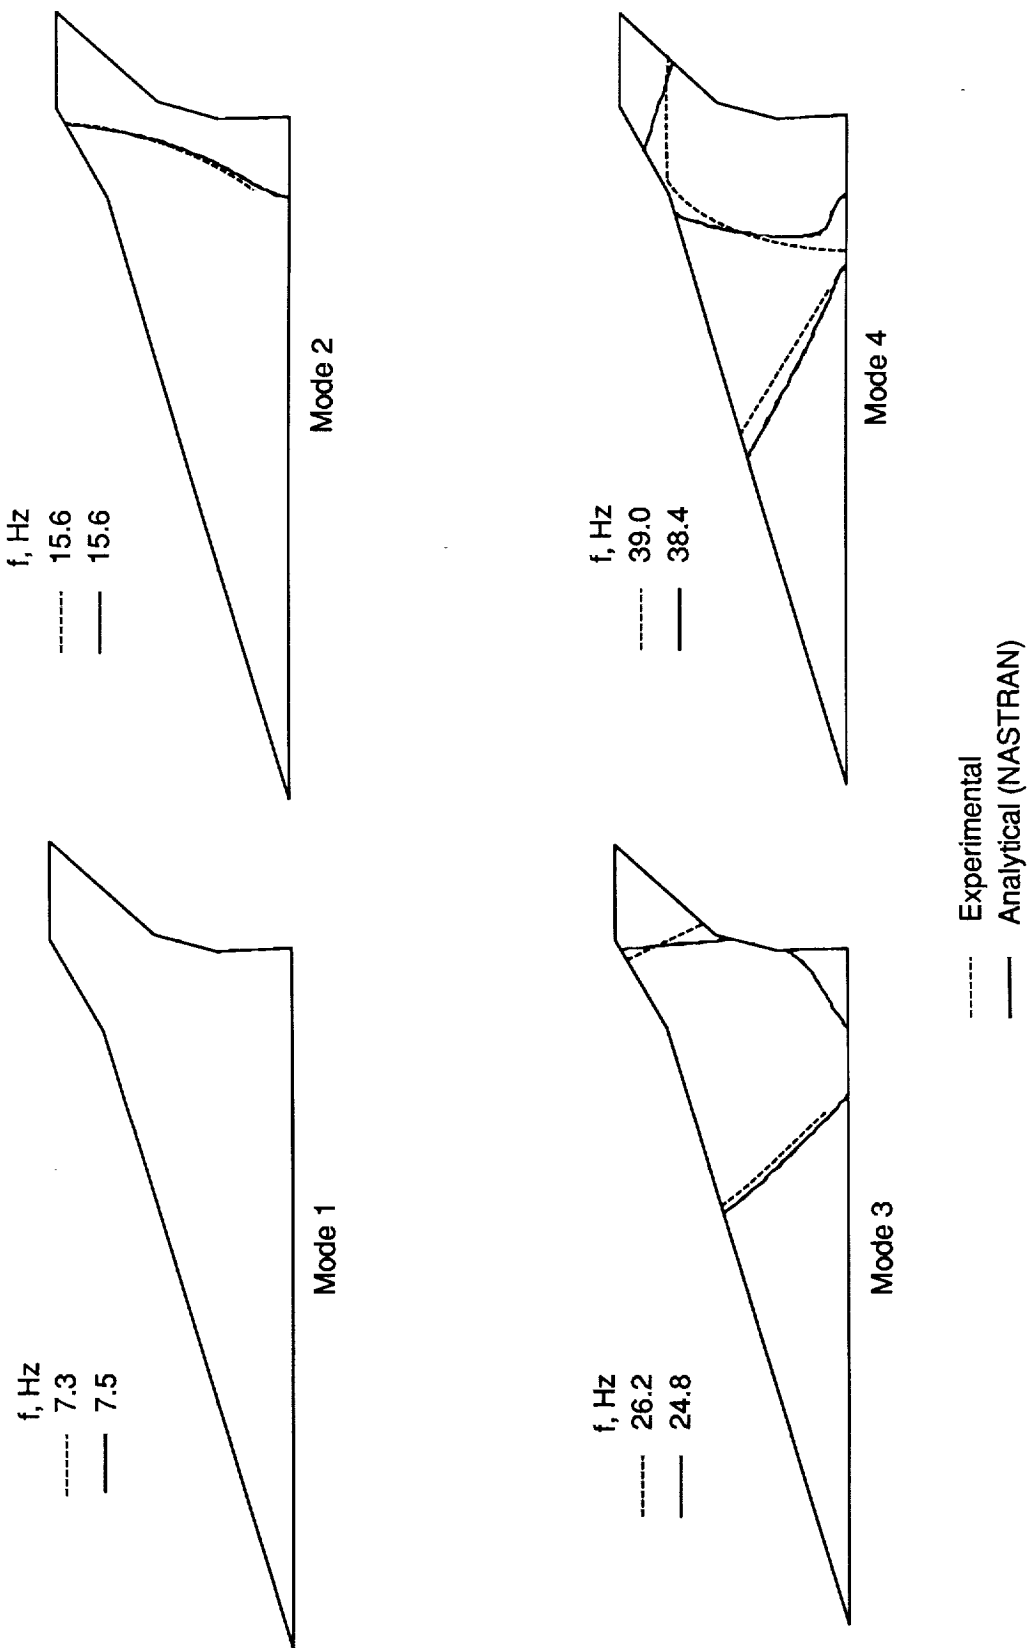 f, Hz
7.3
7.5
Mode 1
f, Hz
15.6
15.6
Mode 2
f, Hz
26.2
24.8
Mode 3
f, Hz
39.0
38.4
Mode 4
Experimental
Analytical (NASTRAN)